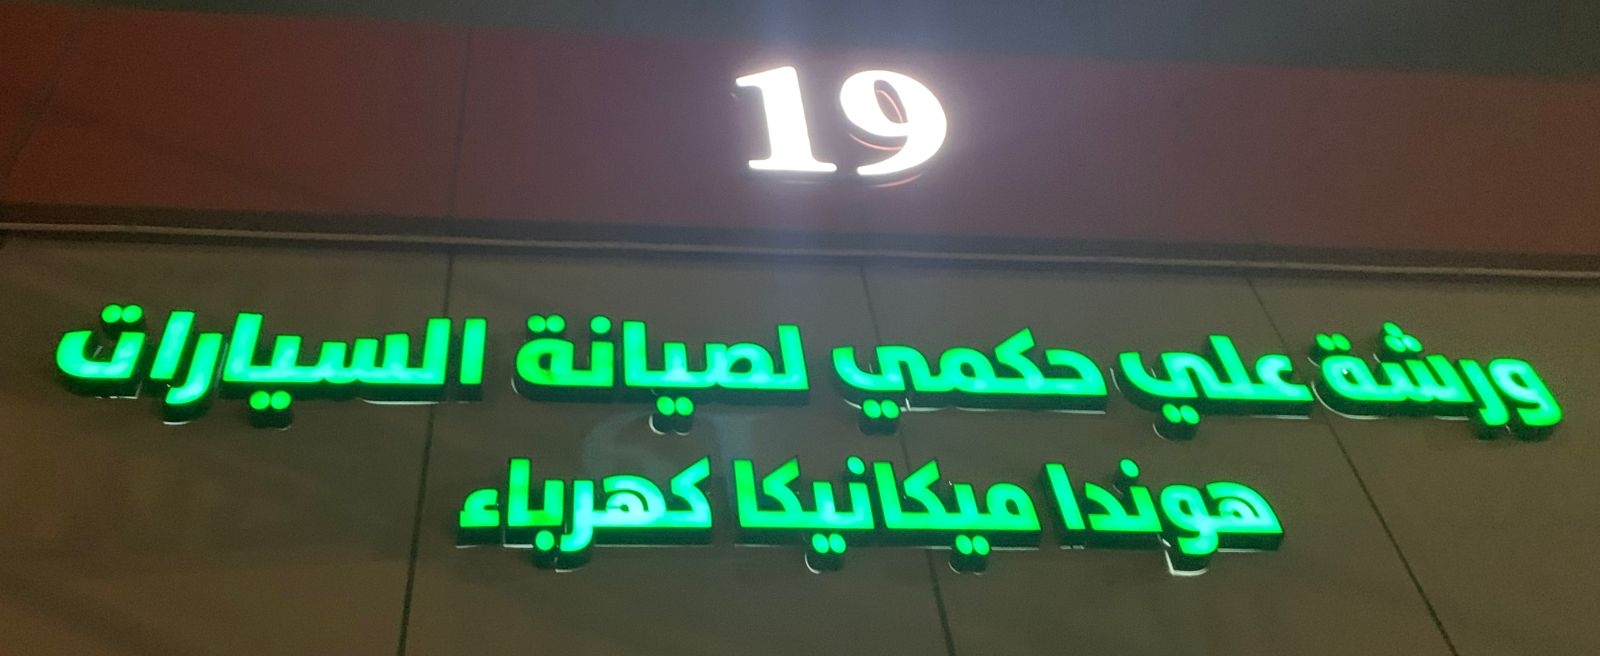 19
ورشة علي حكمي لصيانة السيارات
هوندا ميكانيكا كهرباء